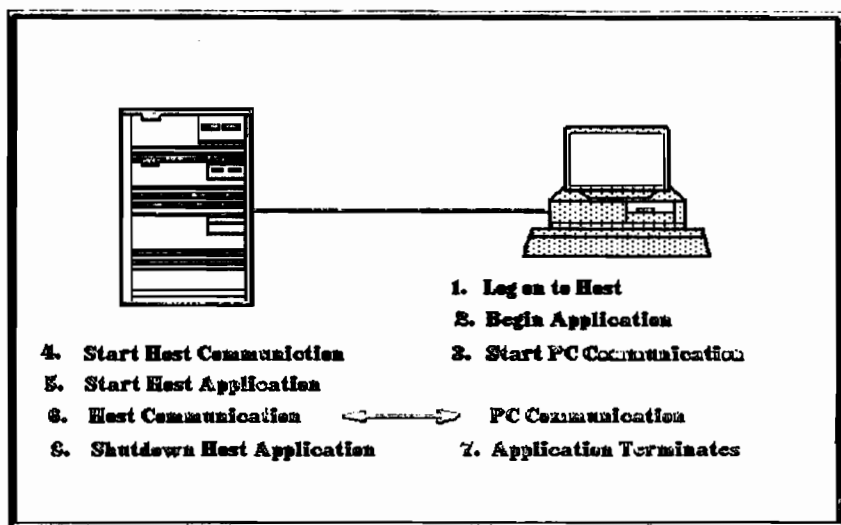 1. Log on to Host
2. Begin Application
3. Start PC Communication
4. Start Host Communiction
5. Start Host Application
6. Host Communication PC Communication
8. Shutdown Host Application
7. Application Terminates